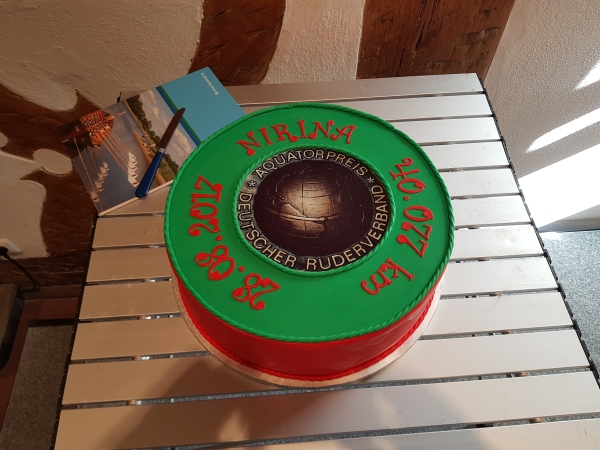 NIRINA
40.077 km
28.08.2017
* ÄQUATORPREIS *
DEUTSCHER RUDERVERBAND